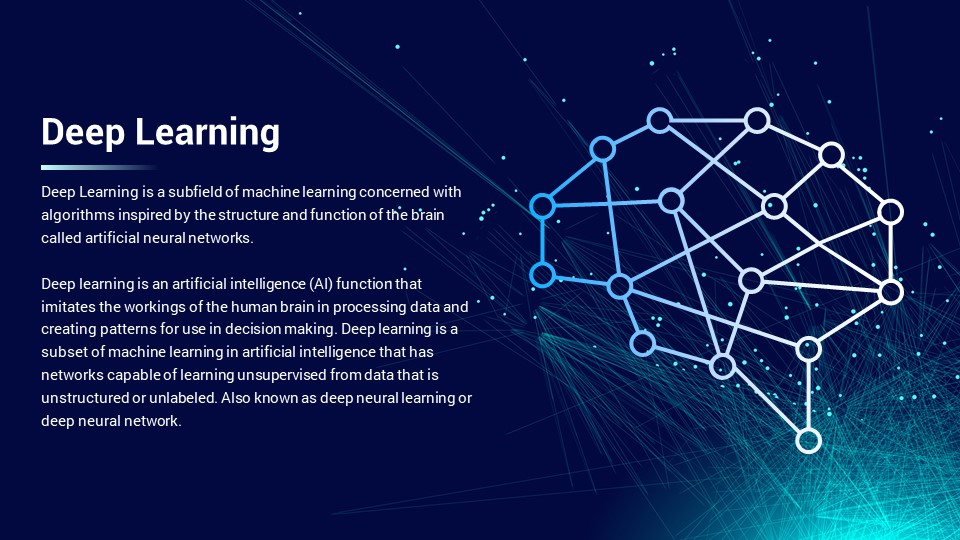 Deep Learning
Deep Learning is a subfield of machine learning concerned with
algorithms inspired by the structure and function of the brain
called artificial neural networks.
Deep learning is an artificial intelligence (AI) function that
imitates the workings of the human brain in processing data and
creating patterns for use in decision making. Deep learning is a
subset of machine learning in artificial intelligence that has
networks capable of learning unsupervised from data that is
unstructured or unlabeled. Also known as deep neural learning or
deep neural network.